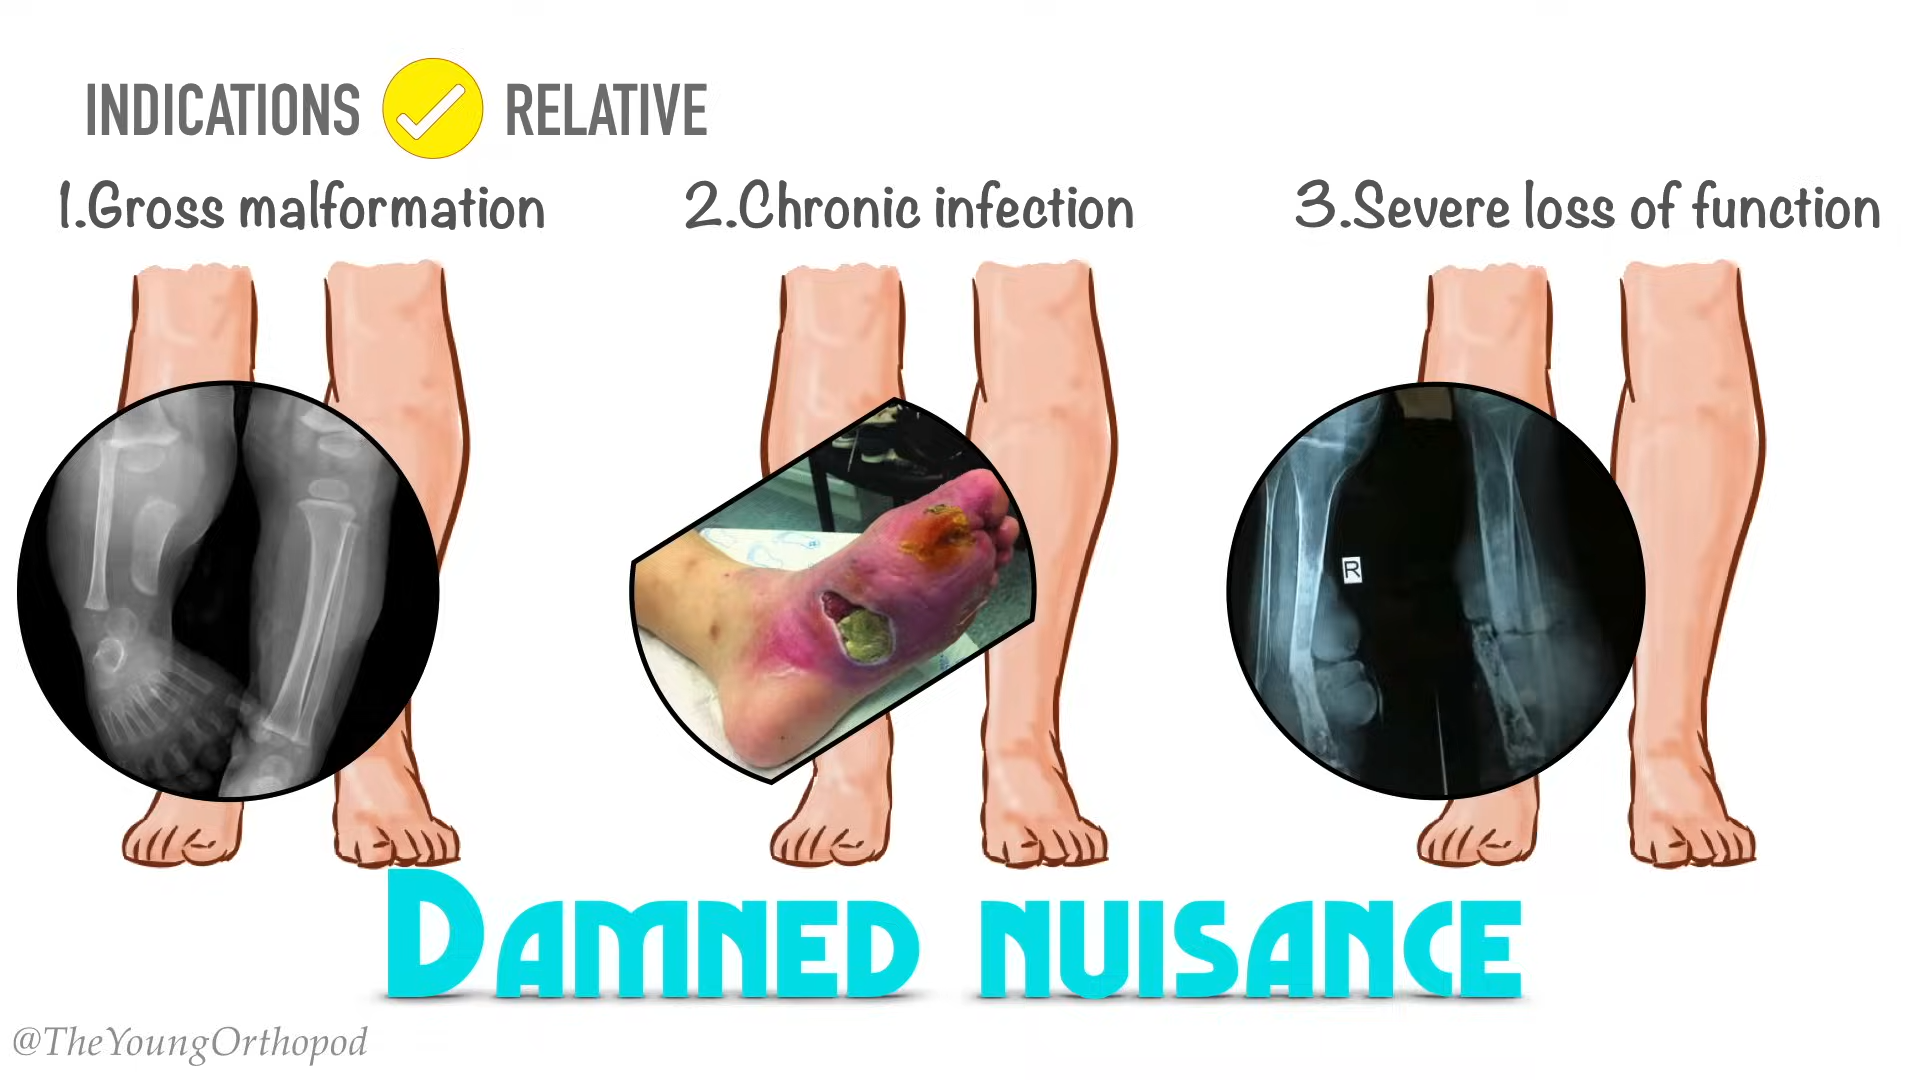 INDICATIONS RELATIVE
1.Gross malformation
2.Chronic infection
3.Severe loss of function
R
DAMNED NUISANCE
@TheYoungOrthopod